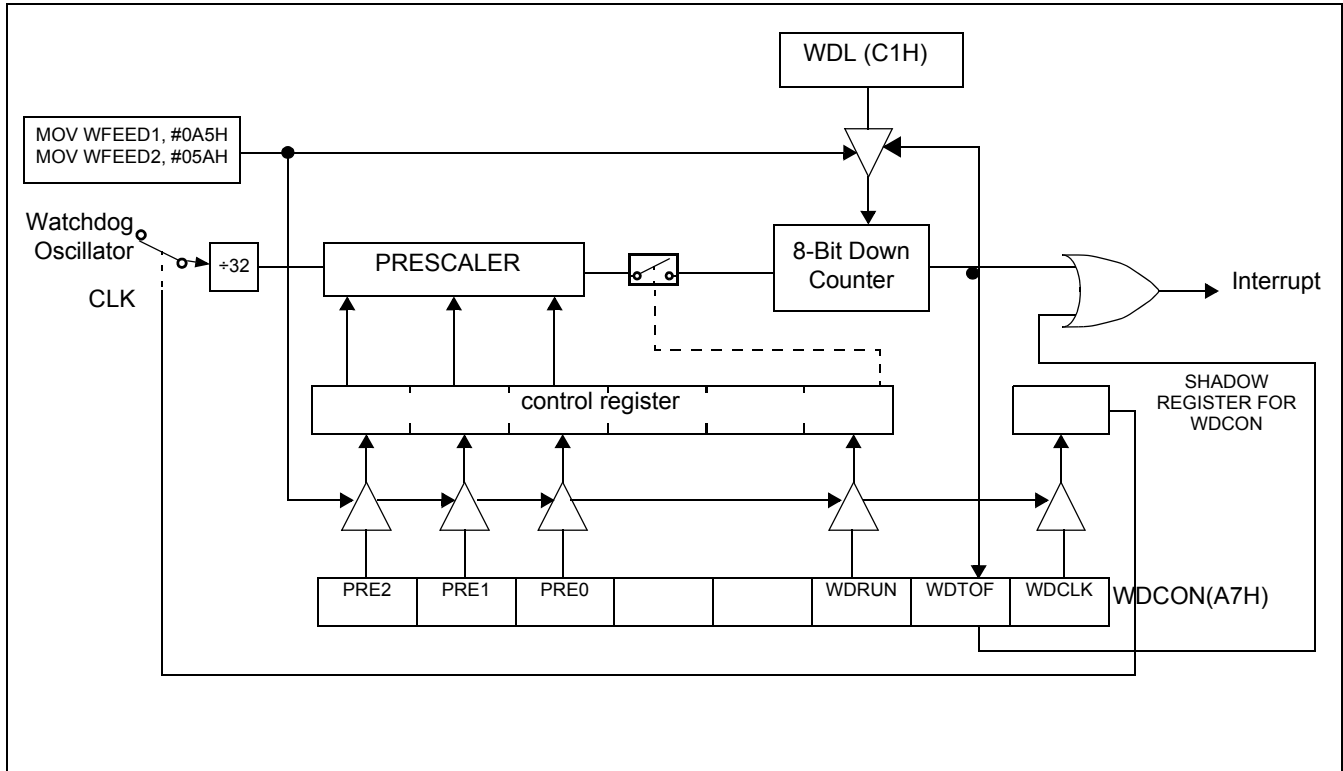 WDL (C1H)
MOV WFEED1, #0A5H
MOV WFEED2, #05AH
Watchdog
Oscillator
÷32
PRESCALER
8-Bit Down
Counter
Interrupt
CLK
control register
SHADOW
REGISTER FOR
WDCON
PRE2 PRE1 PRE0 WDRUN WDTOF WDCLK WDCON(A7H)